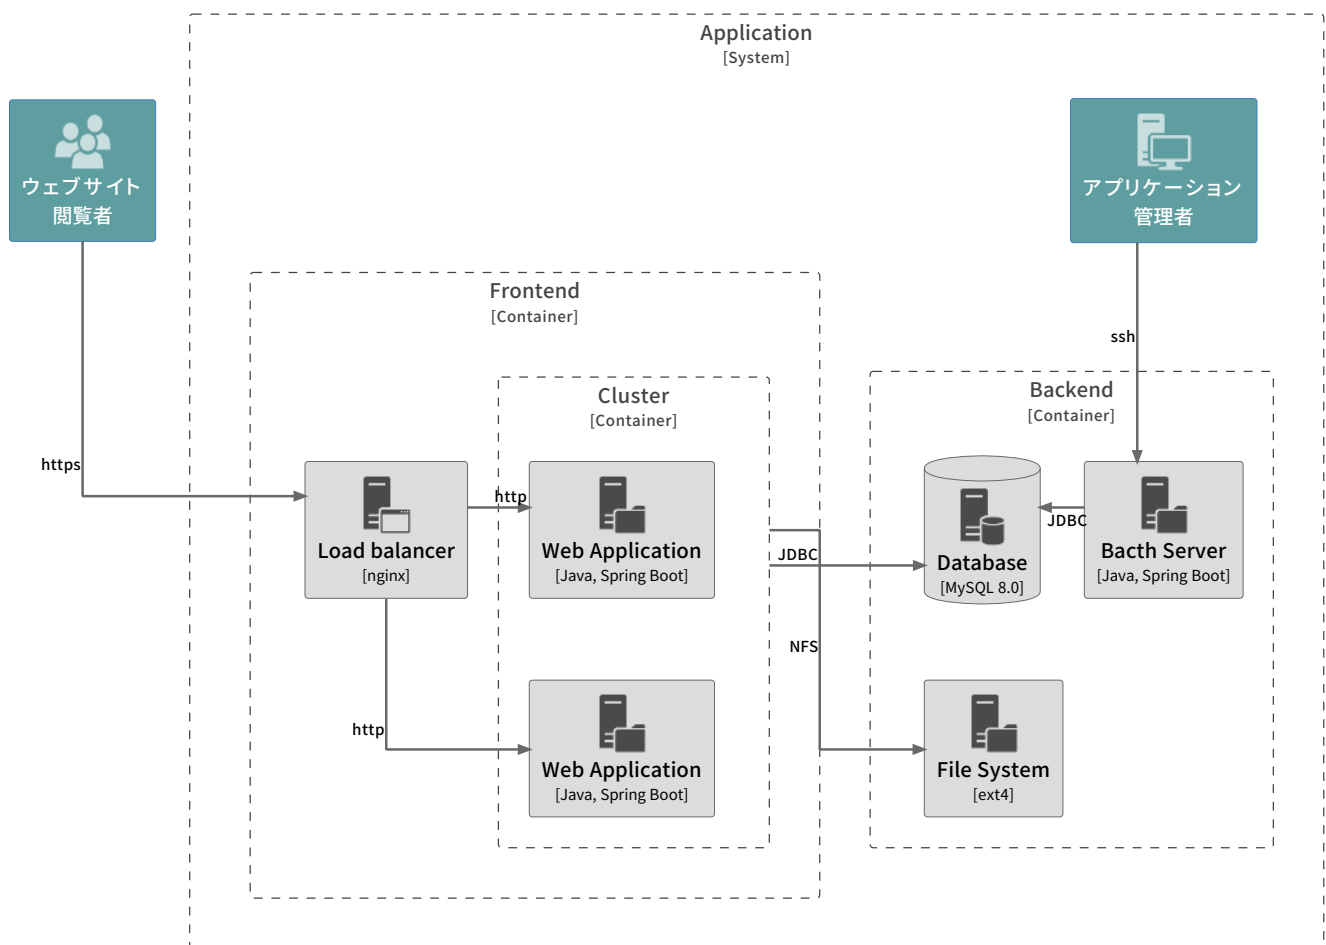 Application
[System]
ウェブサイト
閲覧者
アプリケーション
管理者
Frontend
[Container]
ssh
Cluster
[Container]
Backend
[Container]
https
http
Load balancer
[nginx]
Web Application
[Java, Spring Boot]
JDBC
Database
[MySQL 8.0]
JDBC
Bacth Server
[Java, Spring Boot]
NFS
http
Web Application
[Java, Spring Boot]
File System
[ext4]